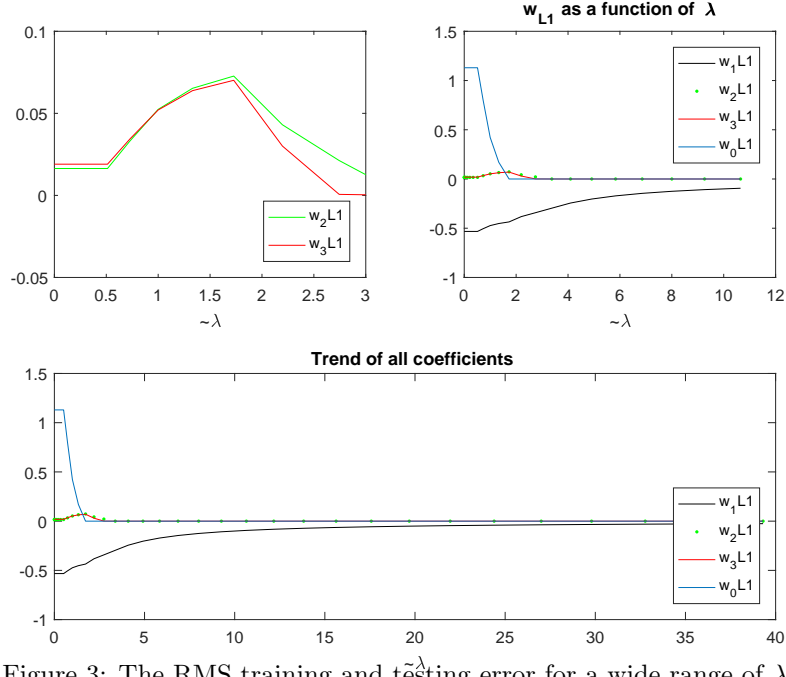 0.1
0.05
0
-0.05
0 0.5 1 1.5 2 2.5 3
~λ
w2L1
w3L1
wL1 as a function of λ
1.5
1
0.5
0
-0.5
-1
0 2 4 6 8 10 12
~λ
w1L1
w2L1
w3L1
w0L1
Trend of all coefficients
1.5
1
0.5
0
-0.5
-1
0 5 10 15 20 25 30 35 40
~λ
w1L1
w2L1
w3L1
w0L1
Figure 3: The RMS training and testing error for a wide range of λ